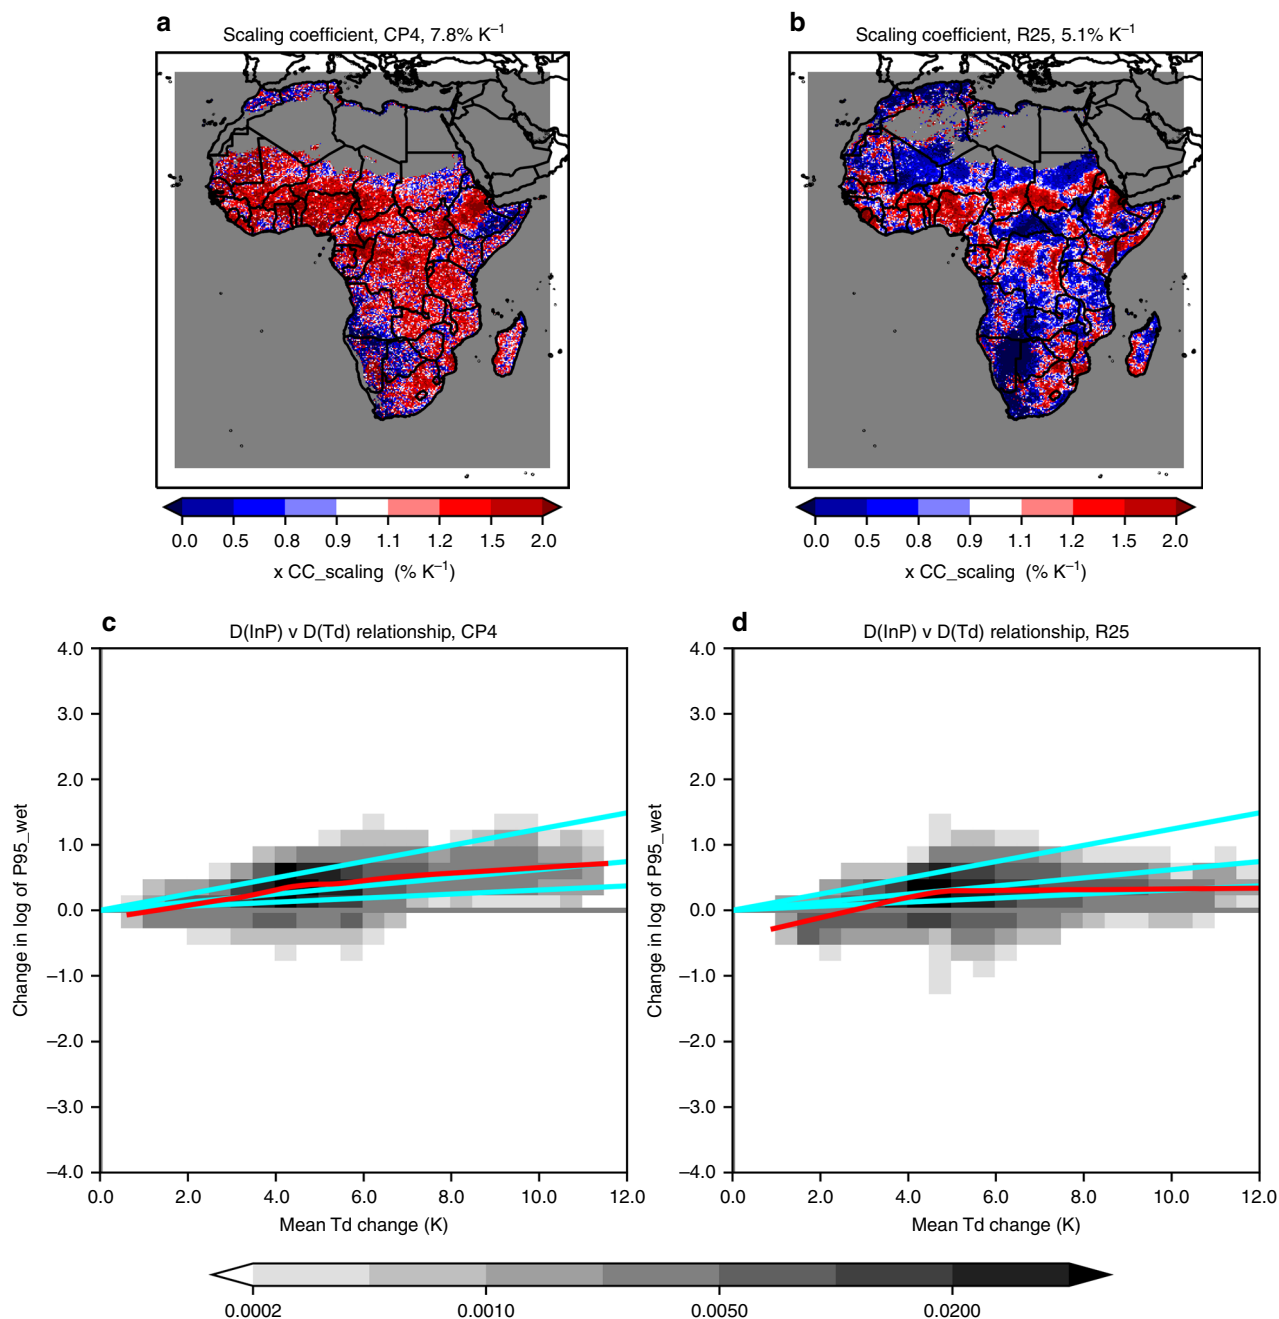 a
Scaling coefficient, CP4, 7.8% K⁻¹
b
Scaling coefficient, R25, 5.1% K⁻¹
0.0 0.5 0.8 0.9 1.1 1.2 1.5 2.0
x CC_scaling (% K⁻¹)
0.0 0.5 0.8 0.9 1.1 1.2 1.5 2.0
x CC_scaling (% K⁻¹)
c
D(lnP) v D(Td) relationship, CP4
4.0
3.0
2.0
1.0
0.0
–1.0
–2.0
–3.0
–4.0
Change in log of P95_wet
0.0 2.0 4.0 6.0 8.0 10.0 12.0
Mean Td change (K)
d
D(lnP) v D(Td) relationship, R25
4.0
3.0
2.0
1.0
0.0
–1.0
–2.0
–3.0
–4.0
Change in log of P95_wet
0.0 2.0 4.0 6.0 8.0 10.0 12.0
Mean Td change (K)
0.0002 0.0010 0.0050 0.0200